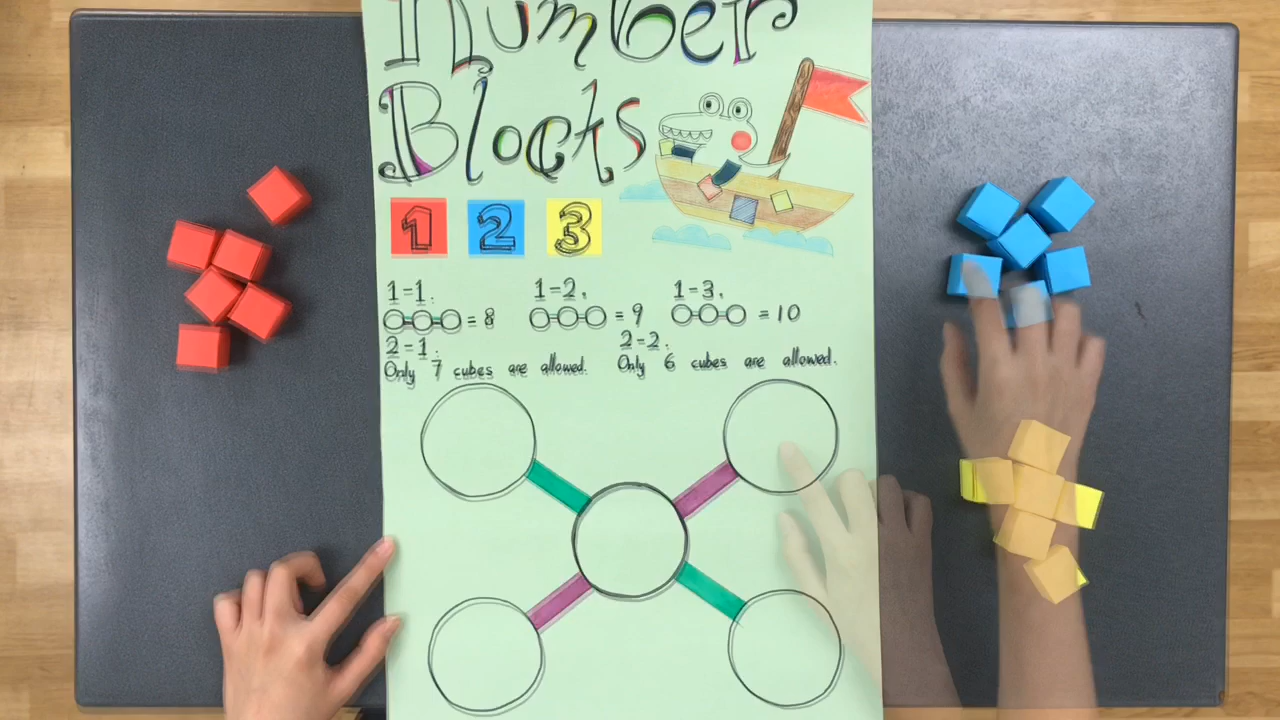 Number
Blocks
1 2 3
1-1. 1-2. 1-3.
= 8 = 9 = 10
2-1. 2-2.
Only 7 cubes are allowed. Only 6 cubes are allowed.